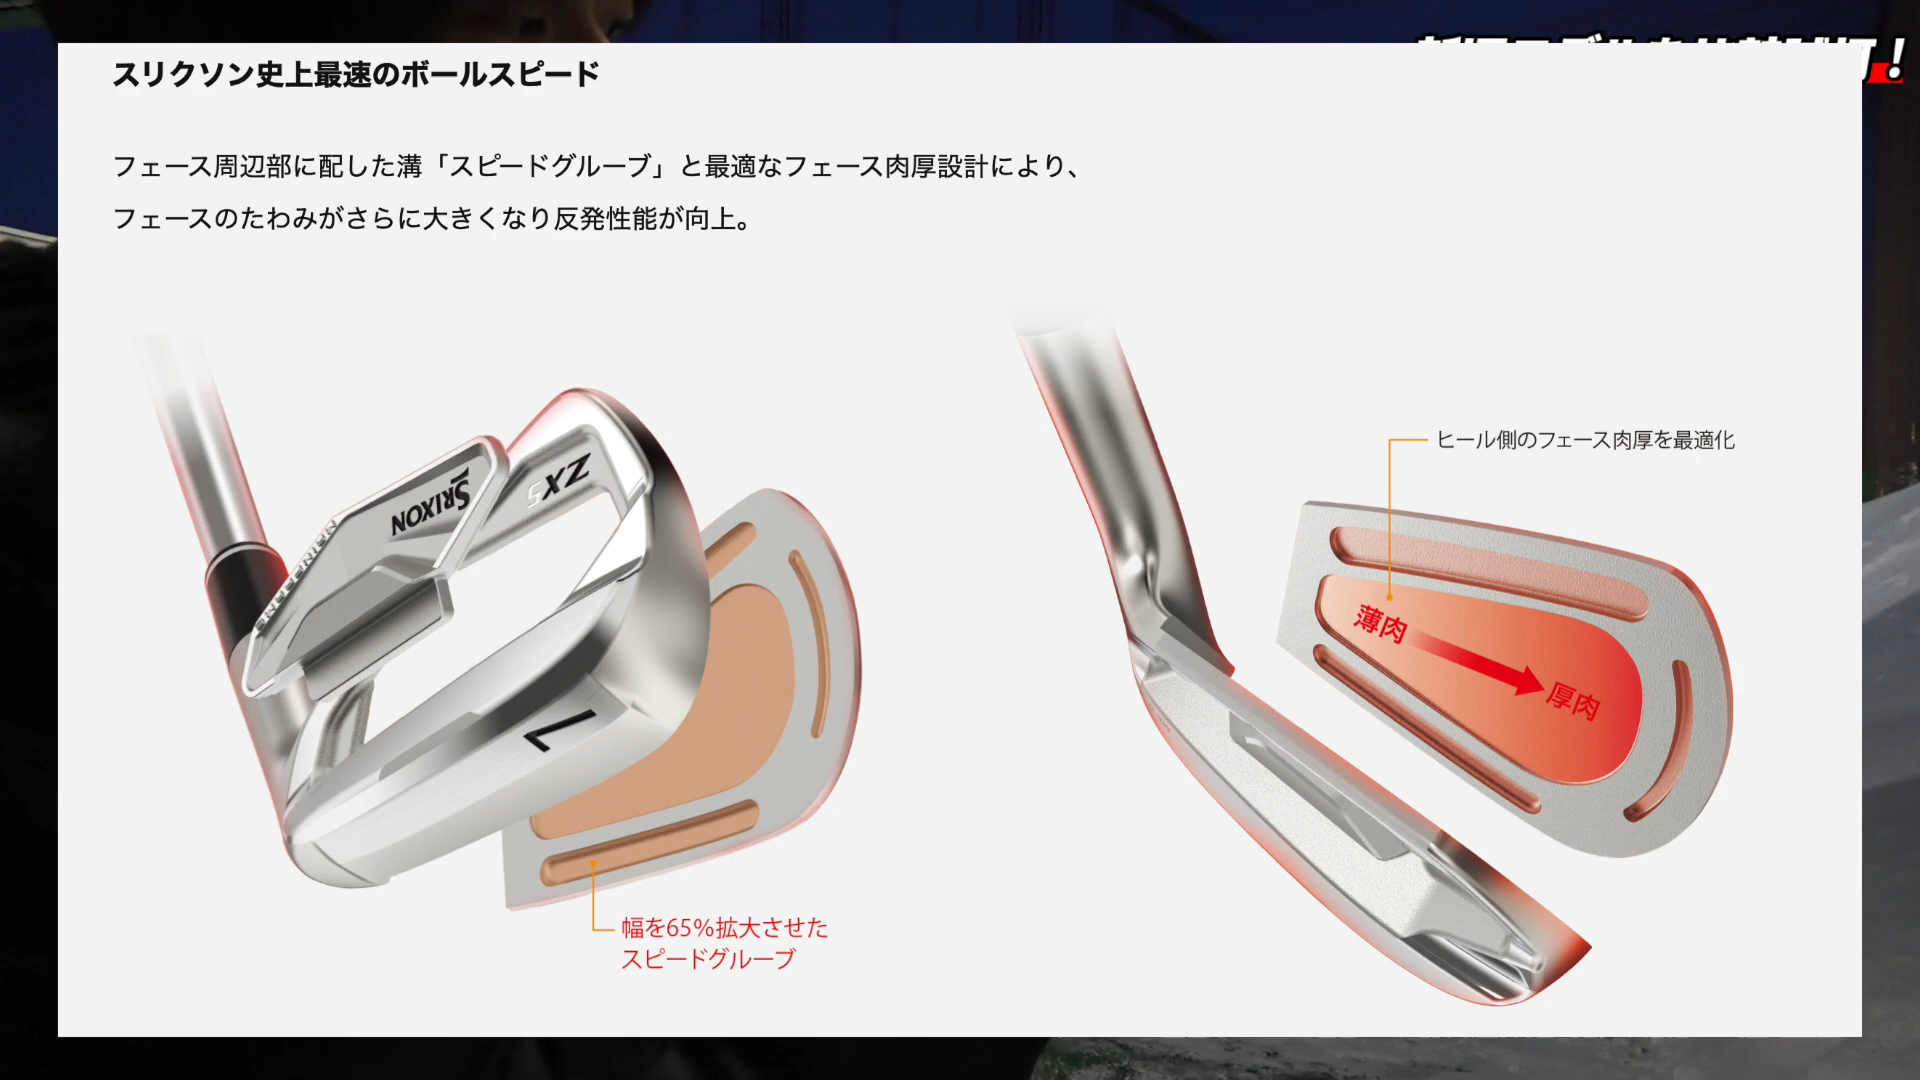 スリクソン史上最速のボールスピード
フェース周辺部に配した溝「スピードグルーブ」と最適なフェース肉厚設計により、
フェースのたわみがさらに大きくなり反発性能が向上。
SRIXON
ZX5
MAINFRAME
7
幅を65%拡大させた
スピードグルーブ
ヒール側のフェース肉厚を最適化
薄肉
厚肉